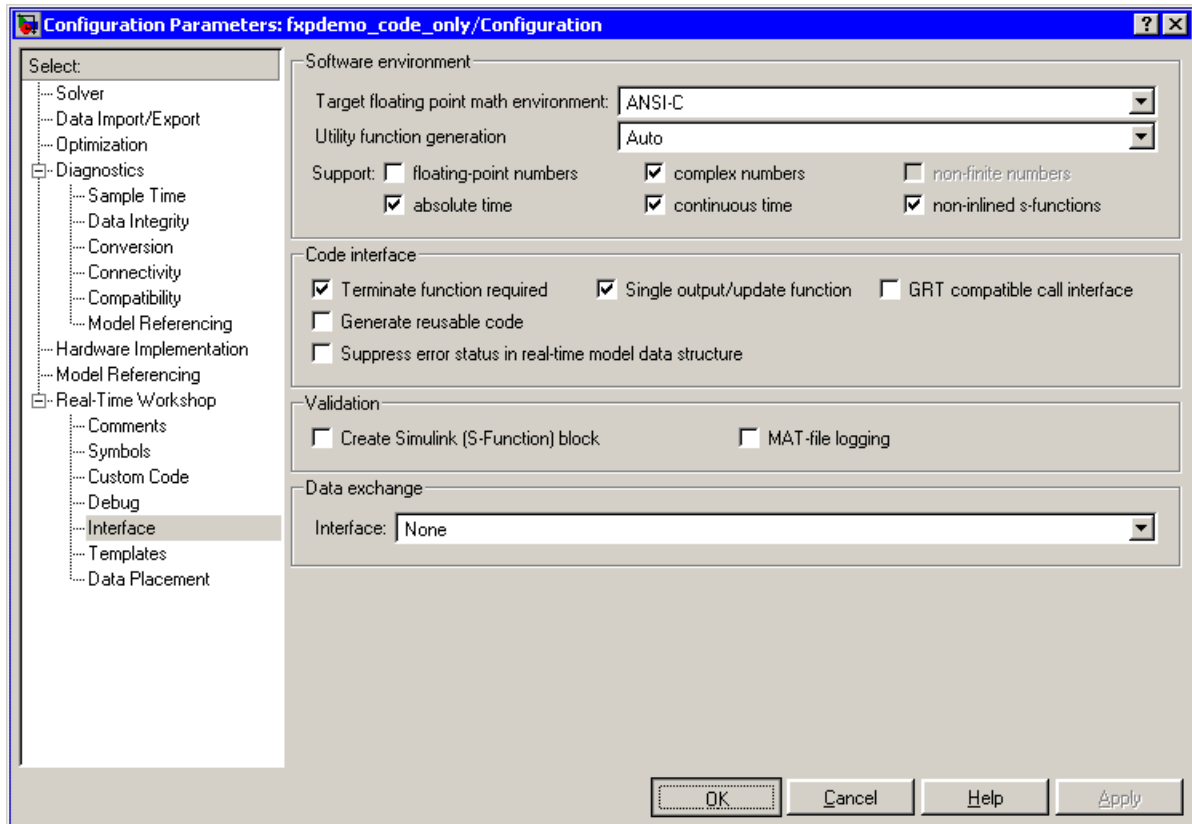 Configuration Parameters: fxpdemo_code_only/Configuration
Select:
Solver
Data Import/Export
Optimization
Diagnostics
Sample Time
Data Integrity
Conversion
Connectivity
Compatibility
Model Referencing
Hardware Implementation
Model Referencing
Real-Time Workshop
Comments
Symbols
Custom Code
Debug
Interface
Templates
Data Placement
Software environment
Target floating point math environment: ANSI-C
Utility function generation Auto
Support: floating-point numbers complex numbers non-finite numbers
absolute time continuous time non-inlined s-functions
Code interface
Terminate function required Single output/update function GRT compatible call interface
Generate reusable code
Suppress error status in real-time model data structure
Validation
Create Simulink (S-Function) block MAT-file logging
Data exchange
Interface: None
OK Cancel Help Apply